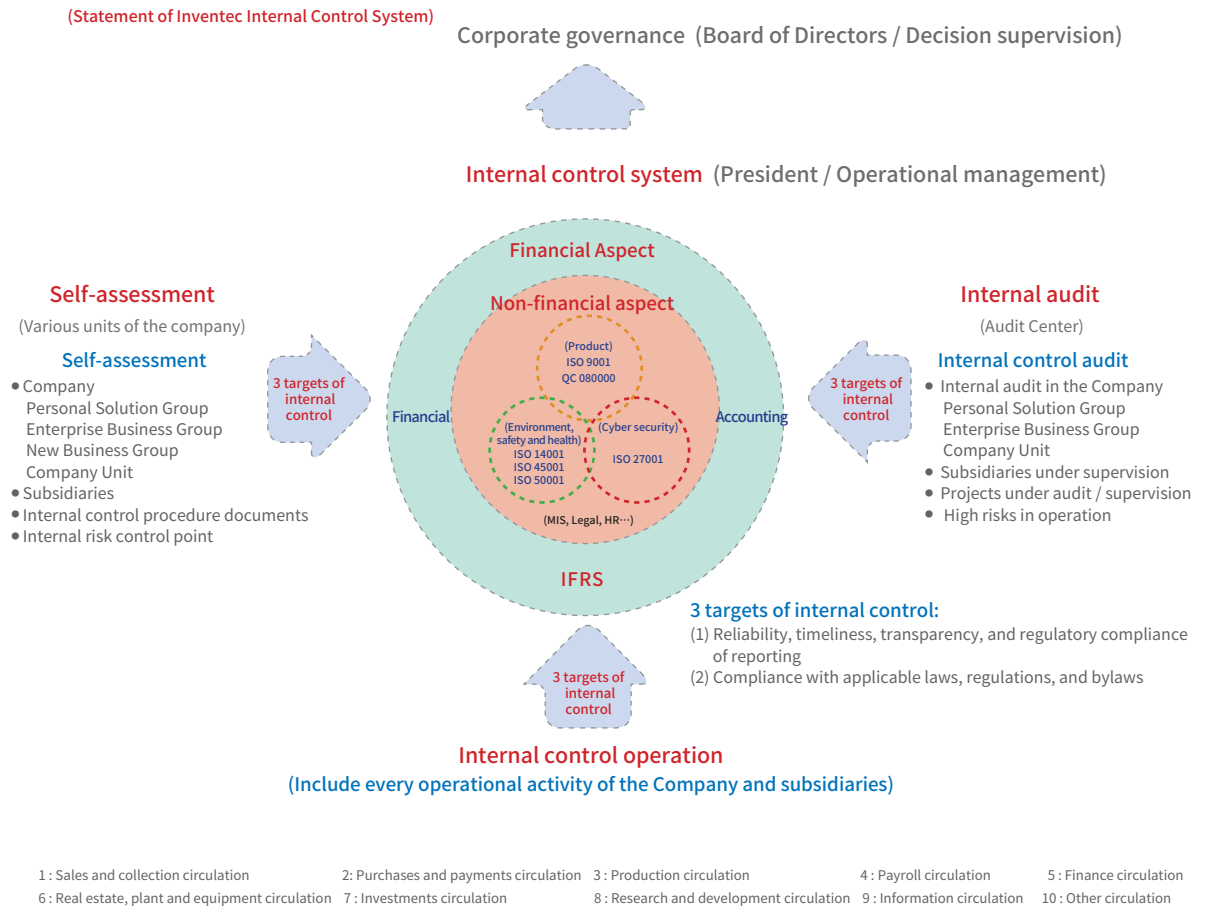 (Statement of Inventec Internal Control System)
Corporate governance (Board of Directors / Decision supervision)
Internal control system (President / Operational management)
Financial Aspect
Non-financial aspect
(Product)
ISO 9001
QC 080000
Financial
Accounting
(Environment,
safety and health)
ISO 14001
ISO 45001
ISO 50001
(Cyber security)
ISO 27001
(MIS, Legal, HR⋯)
IFRS
Self-assessment
(Various units of the company)
Self-assessment
● Company
Personal Solution Group
Enterprise Business Group
New Business Group
Company Unit
● Subsidiaries
● Internal control procedure documents
● Internal risk control point
3 targets of
internal
control
3 targets of
internal
control
Internal audit
(Audit Center)
Internal control audit
● Internal audit in the Company
Personal Solution Group
Enterprise Business Group
Company Unit
● Subsidiaries under supervision
● Projects under audit / supervision
● High risks in operation
3 targets of internal control:
(1) Reliability, timeliness, transparency, and regulatory compliance
of reporting
(2) Compliance with applicable laws, regulations, and bylaws
3 targets of
internal
control
Internal control operation
(Include every operational activity of the Company and subsidiaries)
1 : Sales and collection circulation 2: Purchases and payments circulation 3 : Production circulation 4 : Payroll circulation 5 : Finance circulation
6 : Real estate, plant and equipment circulation 7 : Investments circulation 8 : Research and development circulation 9 : Information circulation 10 : Other circulation